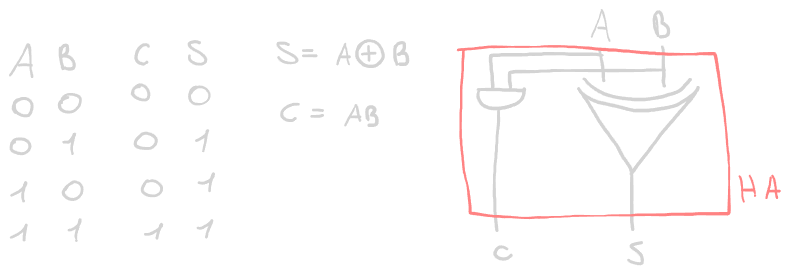 A B C S
0 0 0 0
0 1 0 1
1 0 0 1
1 1 1 1
S = A ⊕ B
C = AB
A B
HA
C S